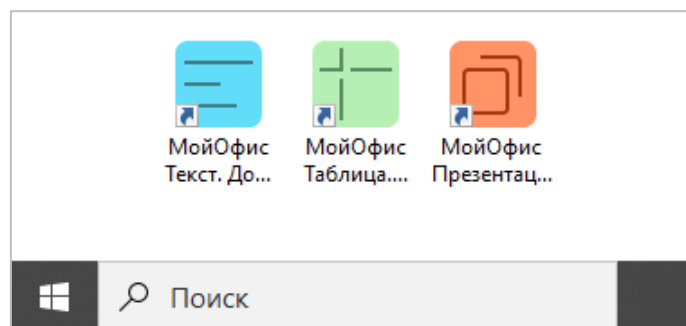 МойОфис Текст. До...
МойОфис Таблица....
МойОфис Презентац...
Поиск